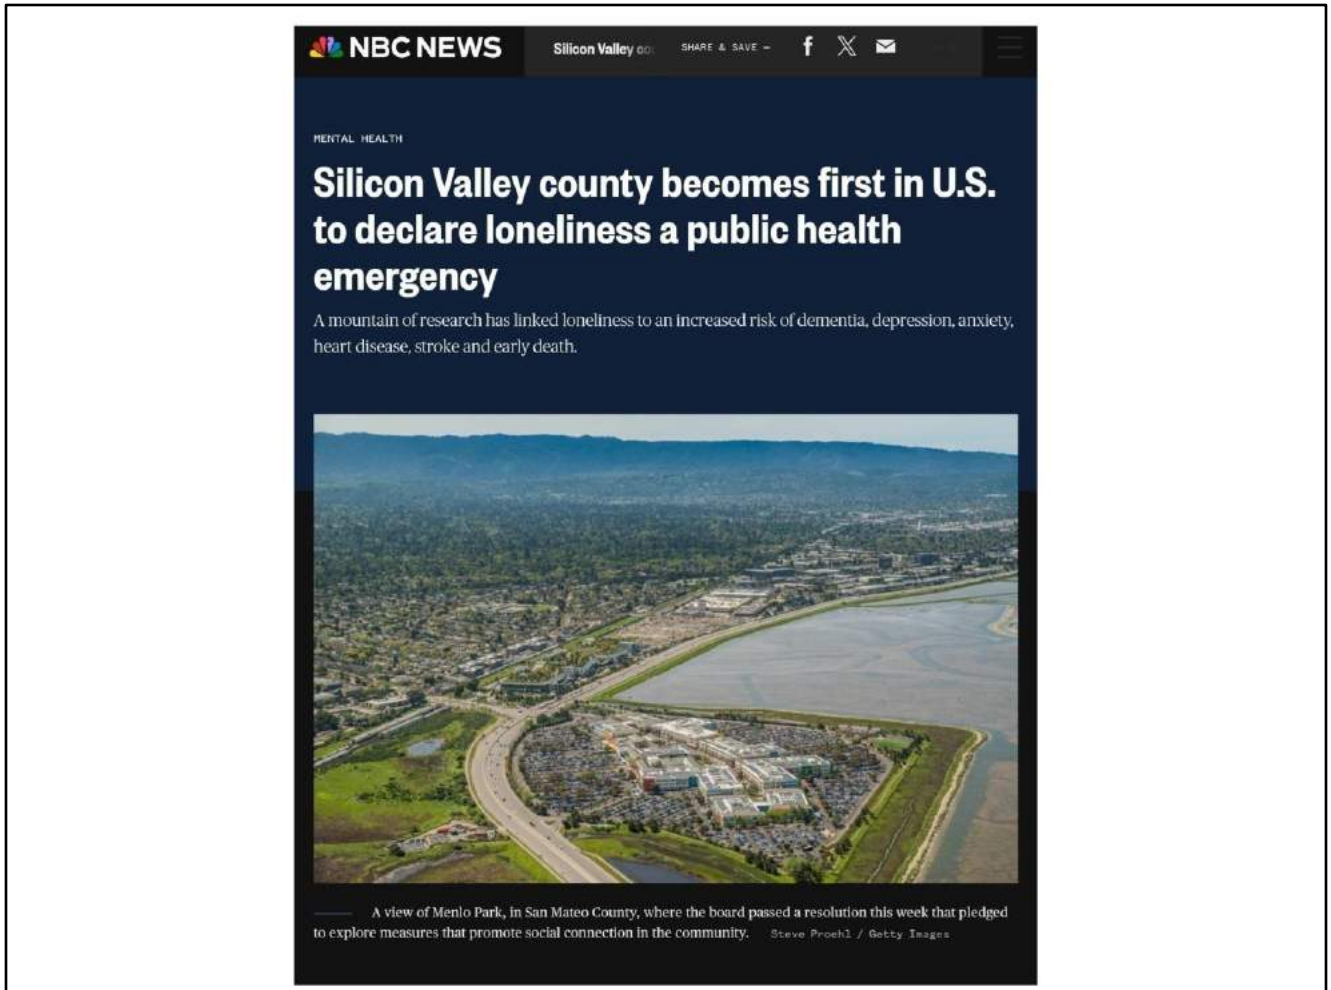 NBC NEWS
Silicon Valley co
SHARE & SAVE —
MENTAL HEALTH
Silicon Valley county becomes first in U.S.
to declare loneliness a public health
emergency
A mountain of research has linked loneliness to an increased risk of dementia, depression, anxiety,
heart disease, stroke and early death.
A view of Menlo Park, in San Mateo County, where the board passed a resolution this week that pledged
to explore measures that promote social connection in the community. Steve Proehl / Getty Images